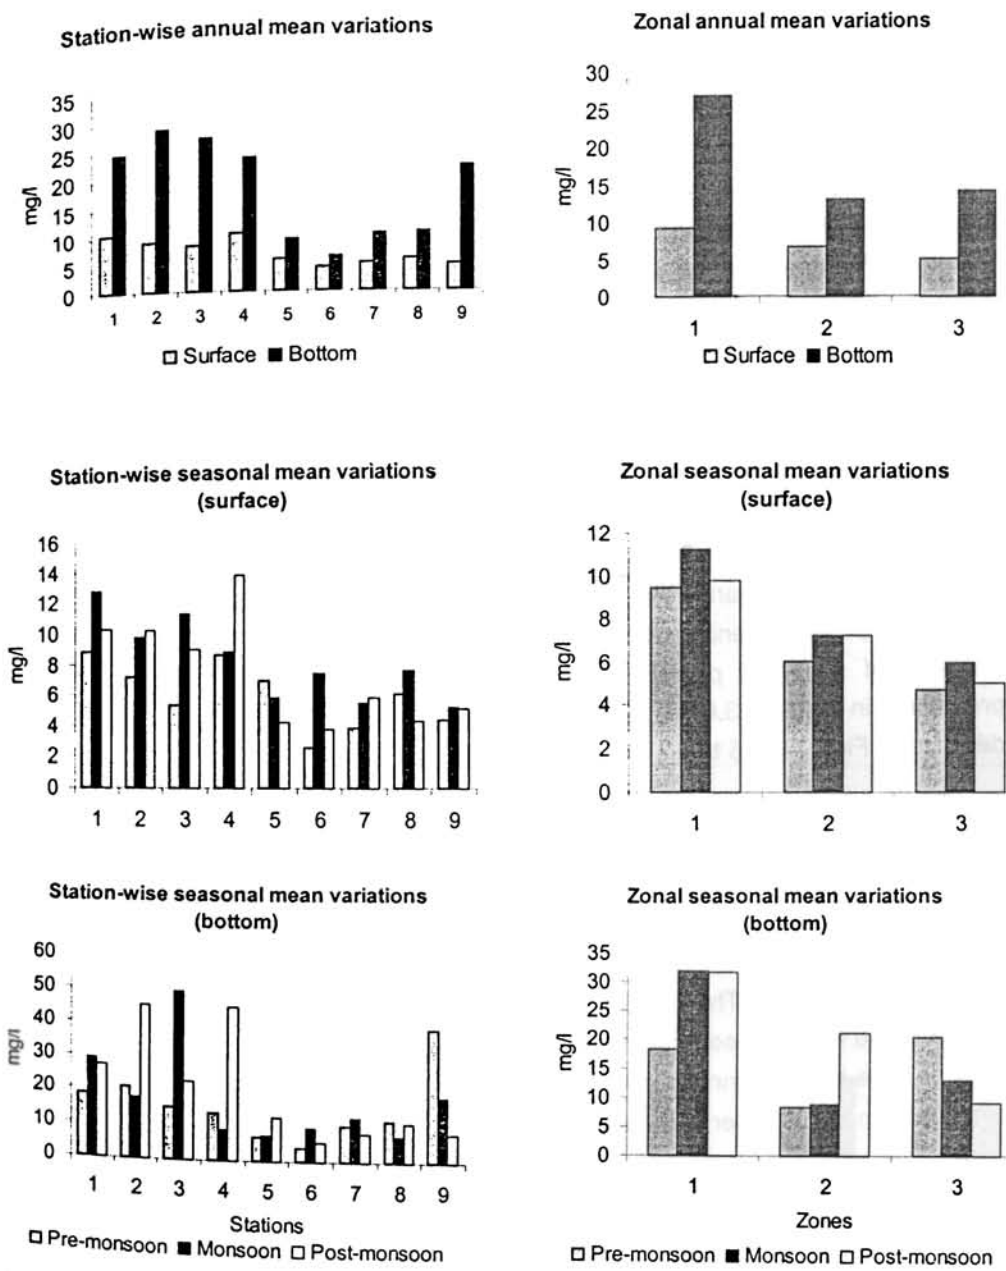 Station-wise annual mean variations
35
30
25
20
15
10
5
0
mg/l
1 2 3 4 5 6 7 8 9
Surface Bottom
Zonal annual mean variations
30
25
20
15
10
5
0
mg/l
1 2 3
Surface Bottom
Station-wise seasonal mean variations
(surface)
16
14
12
10
8
6
4
2
0
mg/l
1 2 3 4 5 6 7 8 9
Zonal seasonal mean variations
(surface)
12
10
8
6
4
2
0
mg/l
1 2 3
Station-wise seasonal mean variations
(bottom)
60
50
40
30
20
10
0
mg/l
1 2 3 4 5 6 7 8 9
Stations
Pre-monsoon Monsoon Post-monsoon
Zonal seasonal mean variations
(bottom)
35
30
25
20
15
10
5
0
mg/l
1 2 3
Zones
Pre-monsoon Monsoon Post-monsoon